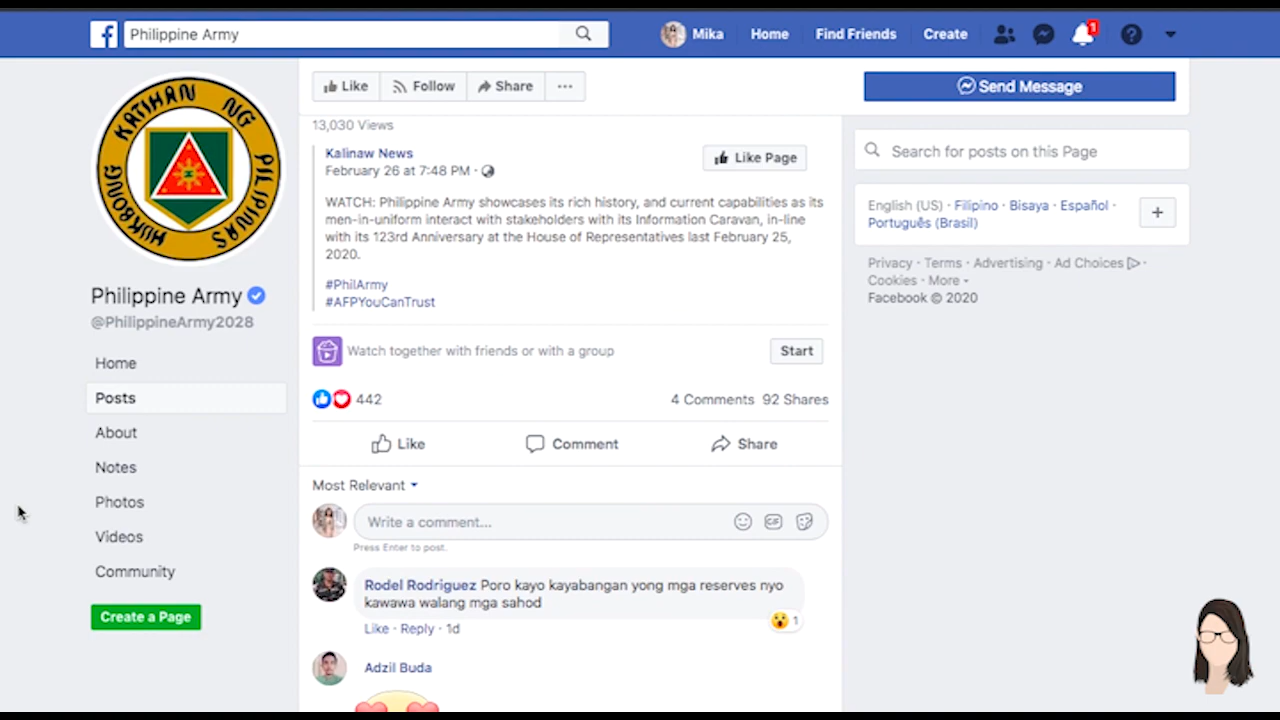 Philippine Army
Mika
Home
Find Friends
Create
1
HUKBONG KATIHAN NG PILIPINAS
Philippine Army
@PhilippineArmy2028
Home
Posts
About
Notes
Photos
Videos
Community
Create a Page
Like
Follow
Share
Send Message
13,030 Views
Kalinaw News
February 26 at 7:48 PM ·
Like Page
WATCH: Philippine Army showcases its rich history, and current capabilities as its
men-in-uniform interact with stakeholders with its Information Caravan, in-line
with its 123rd Anniversary at the House of Representatives last February 25,
2020.
#PhilArmy
#AFPYouCanTrust
Watch together with friends or with a group
Start
442
4 Comments 92 Shares
Like
Comment
Share
Most Relevant
Write a comment...
GIF
Press Enter to post.
Rodel Rodriguez Poro kayo kayabangan yong mga reserves nyo
kawawa walang mga sahod
1
Like · Reply · 1d
Adzil Buda
Search for posts on this Page
English (US) · Filipino · Bisaya · Español ·
Português (Brasil)
Privacy · Terms · Advertising · Ad Choices ·
Cookies · More
Facebook © 2020